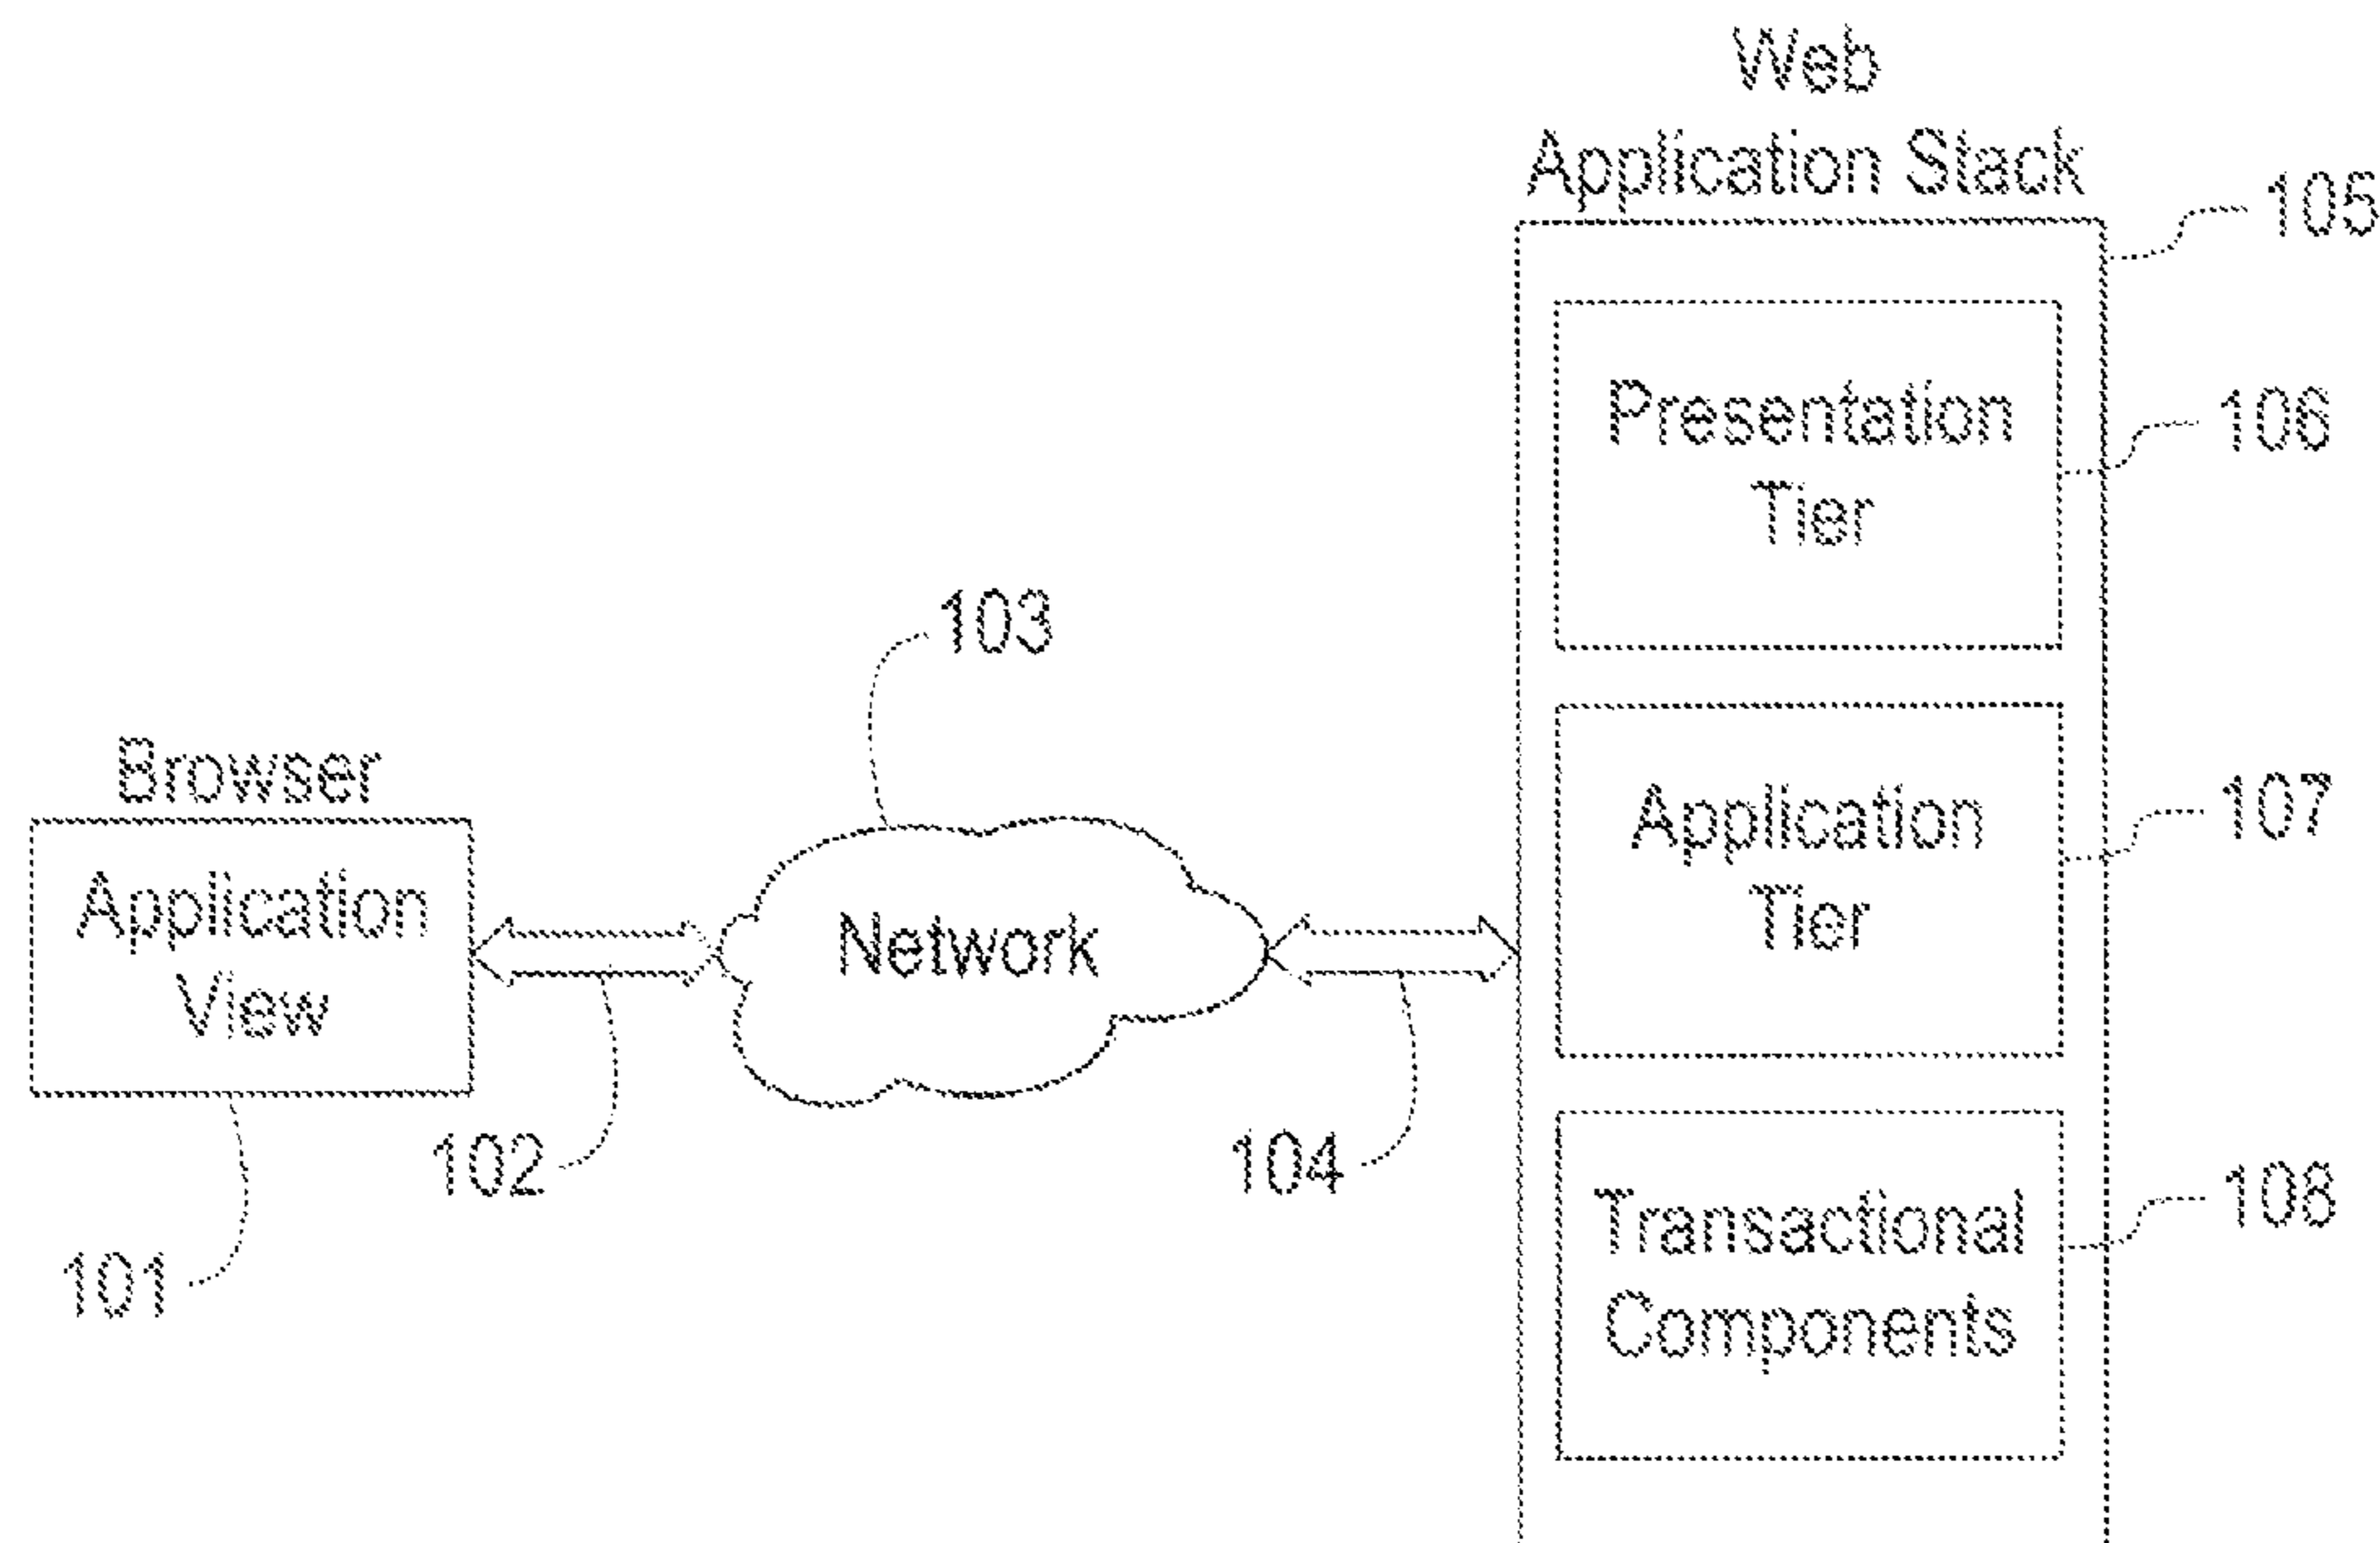 Web
Application Stack
105
Presentation
Tier
106
103
Browser
Application
View
Network
Application
Tier
107
102
104
101
Transactional
Components
108